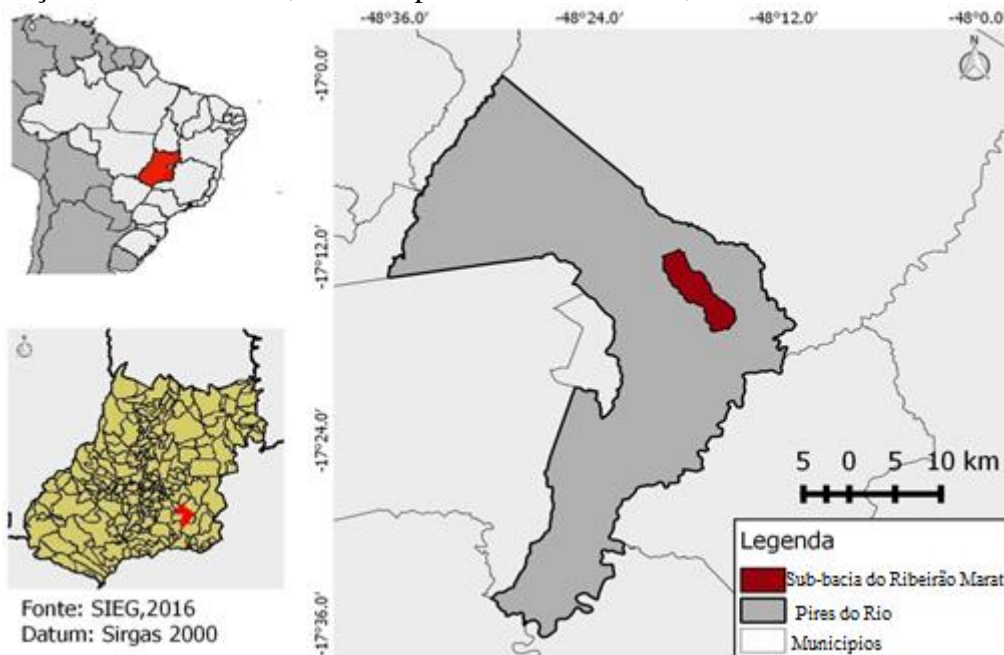 -48°36.0' -48°24.0' -48°12.0' -48°0.0
N
-17°0.0'
-17°12.0'
-17°24.0'
-17°36.0'
5 0 5 10 km
Legenda
Sub-bacia do Ribeirão Marat
Pires do Rio
Municípios
Fonte: SIEG,2016
Datum: Sirgas 2000